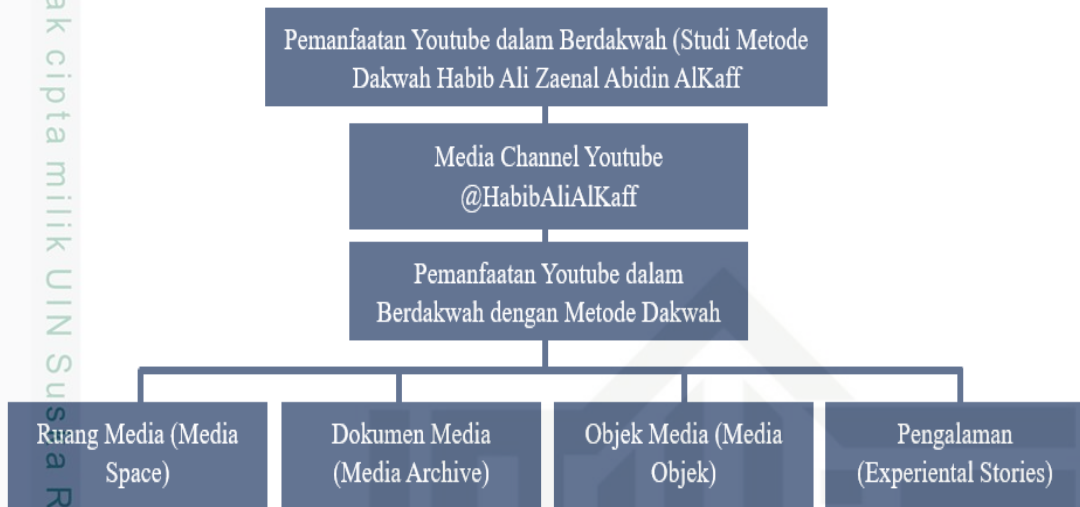 Pemanfaatan Youtube dalam Berdakwah (Studi Metode
Dakwah Habib Ali Zaenal Abidin AlKaff
Media Channel Youtube
@HabibAliAlKaff
Pemanfaatan Youtube dalam
Berdakwah dengan Metode Dakwah
Ruang Media (Media
Space)
Dokumen Media
(Media Archive)
Objek Media (Media
Objek)
Pengalaman
(Experiental Stories)
ak cipta milik UIN Suska R